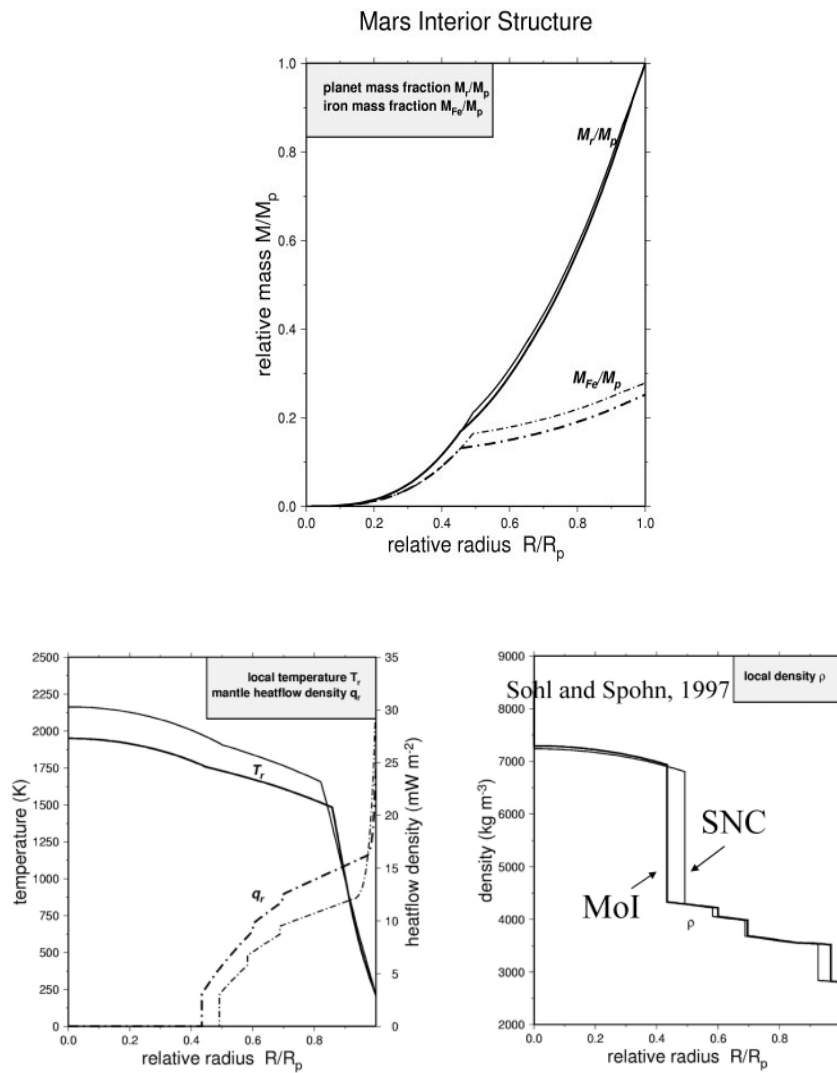 Mars Interior Structure
planet mass fraction M_r/M_p
iron mass fraction M_Fe/M_p
M_r/M_p
M_Fe/M_p
relative mass M/M_p
1.0
0.8
0.6
0.4
0.2
0.0
0.0 0.2 0.4 0.6 0.8 1.0
relative radius R/R_p
local temperature T_r
mantle heatflow density q_r
T_r
q_r
temperature (K)
2500
2250
2000
1750
1500
1250
1000
750
500
250
0
heatflow density (mW m⁻²)
35
30
25
20
15
10
5
0
0.0 0.2 0.4 0.6 0.8
relative radius R/R_p
Sohl and Spohn, 1997
local density ρ
SNC
MoI
ρ
density (kg m⁻³)
9000
8000
7000
6000
5000
4000
3000
2000
0.0 0.2 0.4 0.6 0.8
relative radius R/R_p